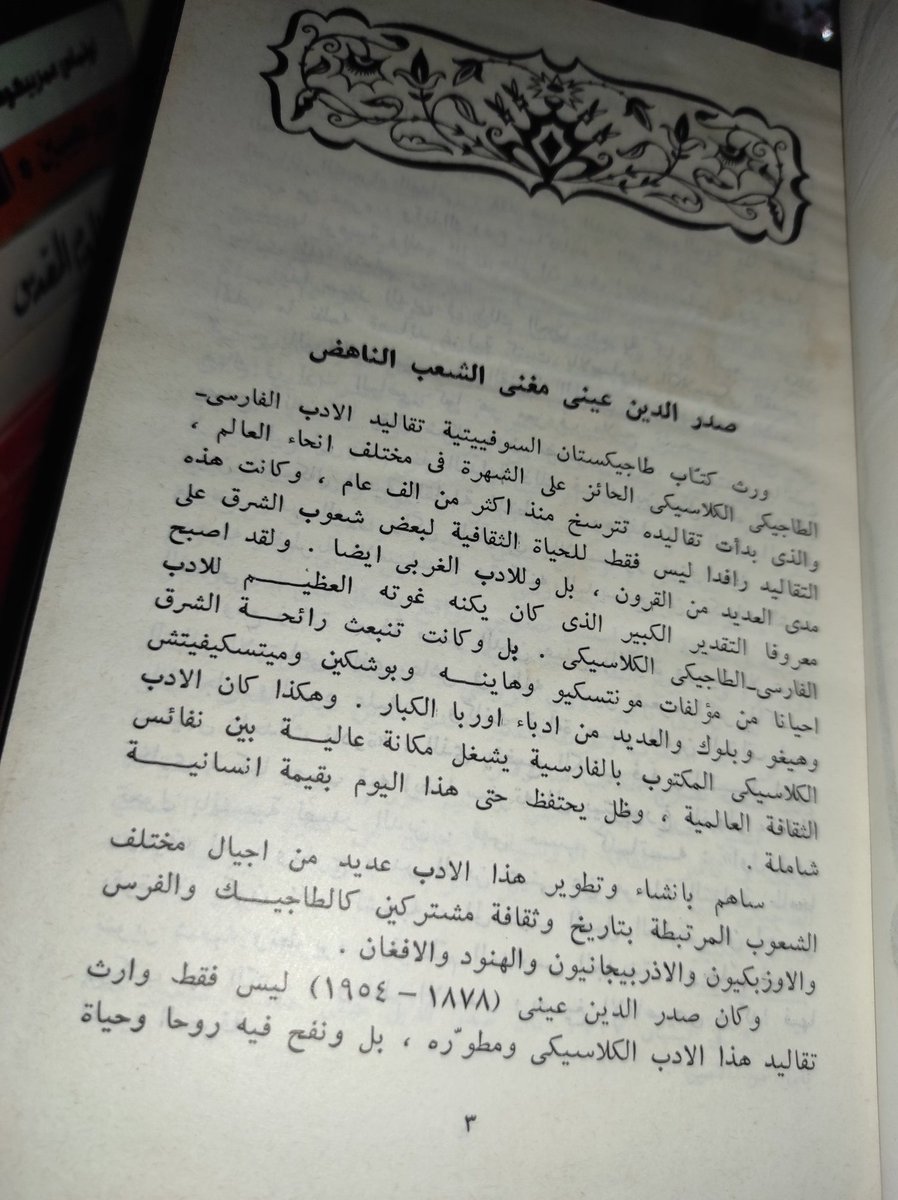 صدر الدين عينى مغنى الشعب الناهض
ورث كتّاب طاجيكستان السوفييتية تقاليد الادب الفارسى-
الطاجيكى الكلاسيكى الحائز على الشهرة فى مختلف انحاء العالم ،
والذى بدأت تقاليده تترسخ منذ اكثر من الف عام ، وكانت هذه
التقاليد رافدا ليس فقط للحياة الثقافية لبعض شعوب الشرق على
مدى العديد من القرون ، بل وللادب الغربى ايضا . ولقد اصبح
معروفا التقدير الكبير الذى كان يكنه غوته العظيم للادب
الفارسى-الطاجيكى الكلاسيكى . بل وكانت تنبعث رائحة الشرق
احيانا من مؤلفات مونتسكيو وهاينه وبوشكين وميتسكيفيتش
وهيغو وبلوك والعديد من ادباء اوربا الكبار . وهكذا كان الادب
الكلاسيكى المكتوب بالفارسية يشغل مكانة عالية بين نفائس
الثقافة العالمية ، وظل يحتفظ حتى هذا اليوم بقيمة انسانية
شاملة .
ساهم بانشاء وتطوير هذا الادب عديد من اجيال مختلف
الشعوب المرتبطة بتاريخ وثقافة مشتركين كالطاجيك والفرس
والاوزبكيون والاذربيجانيون والهنود والافغان .
وكان صدر الدين عينى (١٨٧٨ – ١٩٥٤) ليس فقط وارث
تقاليد هذا الادب الكلاسيكى ومطوّره ، بل ونفح فيه روحا وحياة
٣